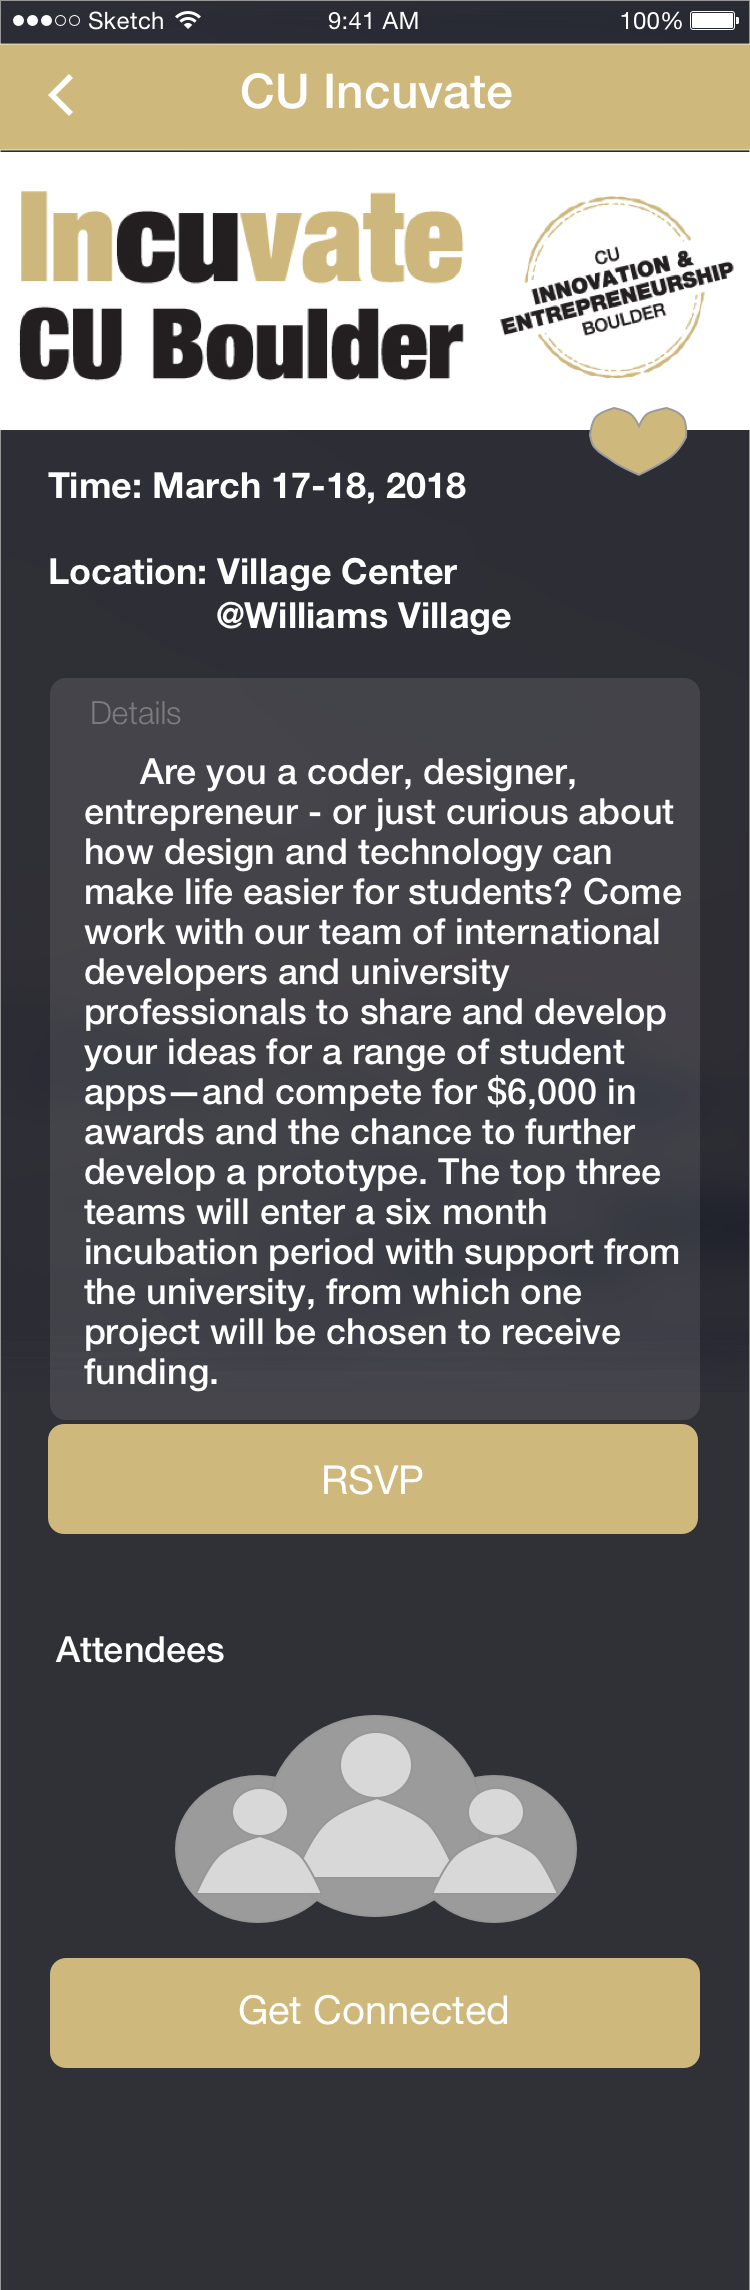 Sketch 9:41 AM 100%
CU Incuvate
Incuvate
CU Boulder
CU
INNOVATION &
ENTREPRENEURSHIP
BOULDER
Time: March 17-18, 2018
Location: Village Center
@Williams Village
Details
Are you a coder, designer,
entrepreneur - or just curious about
how design and technology can
make life easier for students? Come
work with our team of international
developers and university
professionals to share and develop
your ideas for a range of student
apps—and compete for $6,000 in
awards and the chance to further
develop a prototype. The top three
teams will enter a six month
incubation period with support from
the university, from which one
project will be chosen to receive
funding.
RSVP
Attendees
Get Connected